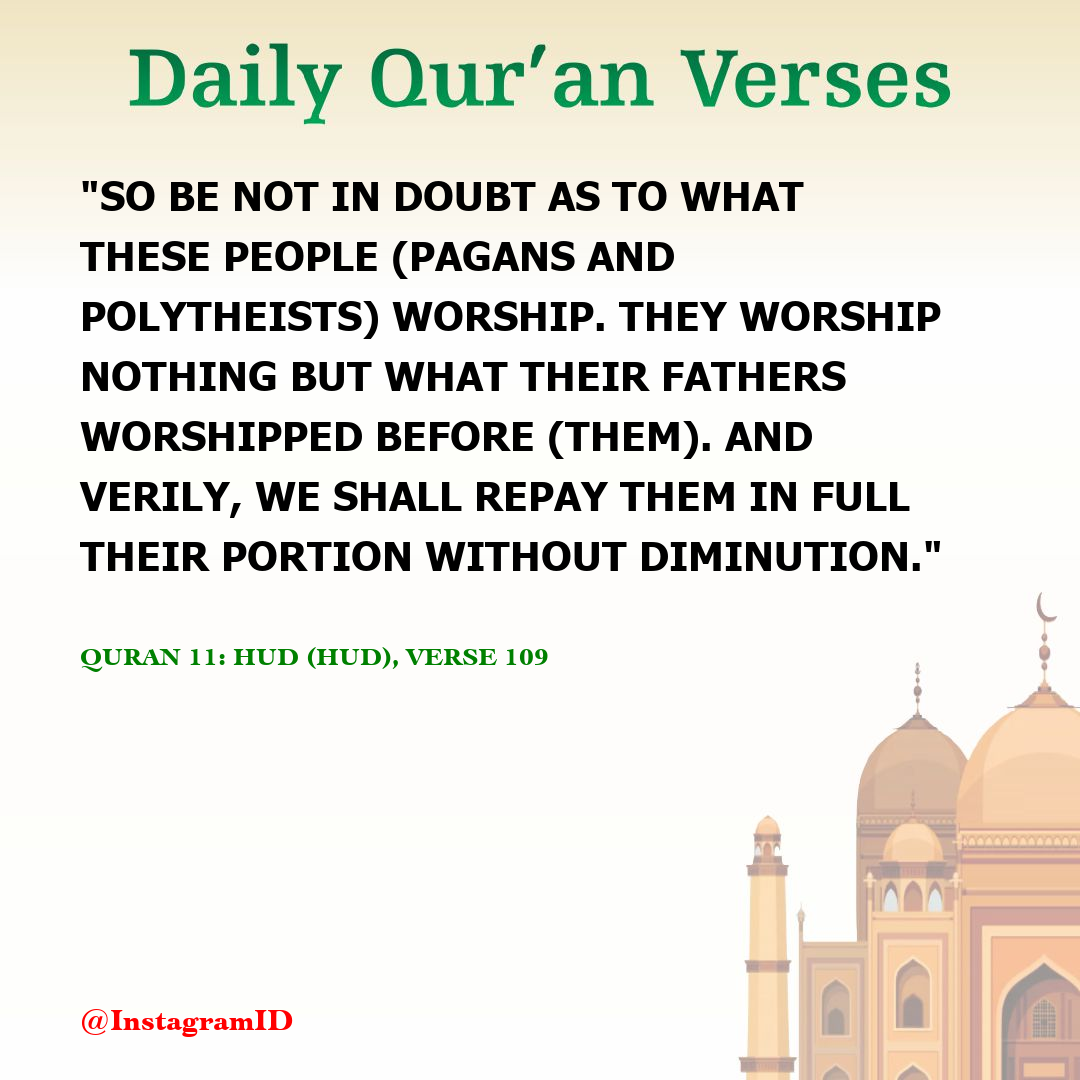 Daily Qur’an Verses
"SO BE NOT IN DOUBT AS TO WHAT
THESE PEOPLE (PAGANS AND
POLYTHEISTS) WORSHIP. THEY WORSHIP
NOTHING BUT WHAT THEIR FATHERS
WORSHIPPED BEFORE (THEM). AND
VERILY, WE SHALL REPAY THEM IN FULL
THEIR PORTION WITHOUT DIMINUTION."
QURAN 11: HUD (HUD), VERSE 109
@InstagramID